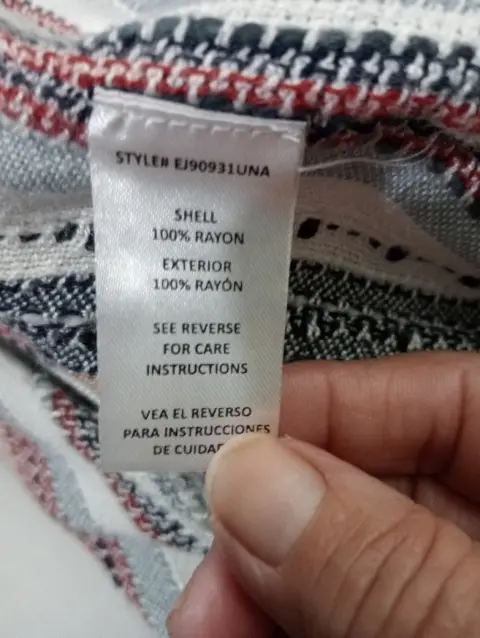 STYLE# EJ90931UNA
SHELL
100% RAYON
EXTERIOR
100% RAYÓN
SEE REVERSE
FOR CARE
INSTRUCTIONS
VEA EL REVERSO
PARA INSTRUCCIONES
DE